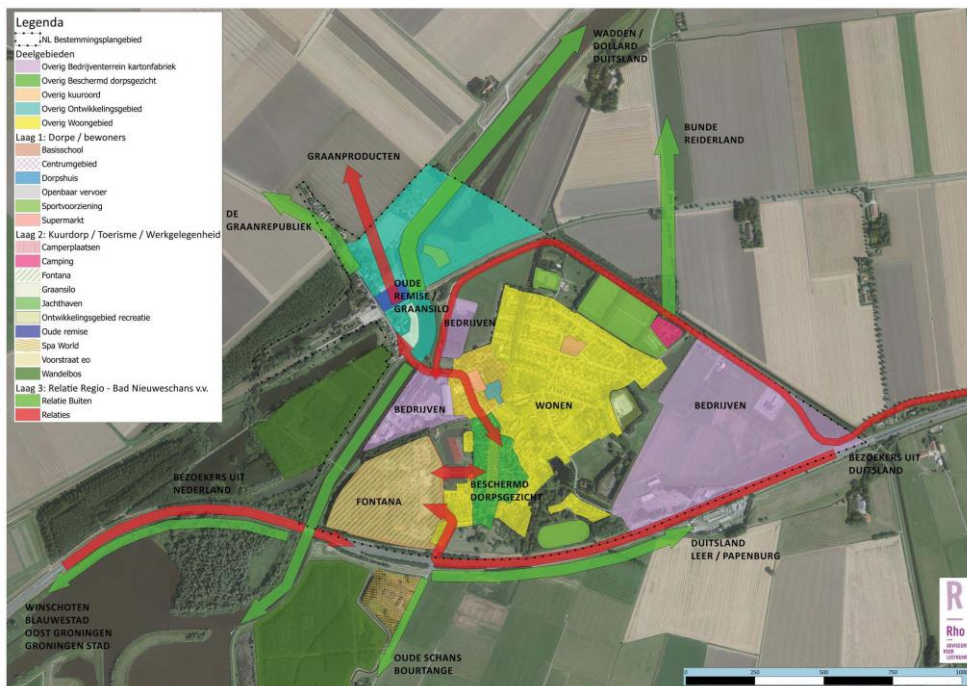 Legenda
NL Bestemmingsplangebied
Deelgebieden
Overig Bedrijventerrein kartonfabriek
Overig Beschermd dorpsgezicht
Overig kuuroord
Overig Ontwikkelingsgebied
Overig Woongebied
Laag 1: Dorpe / bewoners
Basisschool
Centrumgebied
Dorpshuis
Openbaar vervoer
Sportvoorziening
Supermarkt
Laag 2: Kuurdorp / Toerisme / Werkgelegenheid
Camperplaatsen
Camping
Fontana
Graansilo
Jachthaven
Ontwikkelingsgebied recreatie
Oude remise
Spa World
Voorstraat eo
Wandelbos
Laag 3: Relatie Regio - Bad Nieuweschans v.v.
Relatie Buiten
Relaties
WADDEN /
DOLLARD
DUITSLAND
BUNDE
REIDERLAND
GRAANPRODUCTEN
DE
GRAANREPUBLIEK
OUDE
REMISE /
GRAANSILO
BEDRIJVEN
BEDRIJVEN
WONEN
BEDRIJVEN
BEZOEKERS UIT
DUITSLAND
BEZOEKERS UIT
NEDERLAND
FONTANA
BESCHERMD
DORPSGEZICHT
DUITSLAND
LEER / PAPENBURG
WINSCHOTEN
BLAUWESTAD
OOST GRONINGEN
GRONINGEN STAD
OUDE SCHANS
BOURTANGE
R
Rho
ADVISEURS
VOOR
LEEFRUIMTE
0 250 500 750 1000